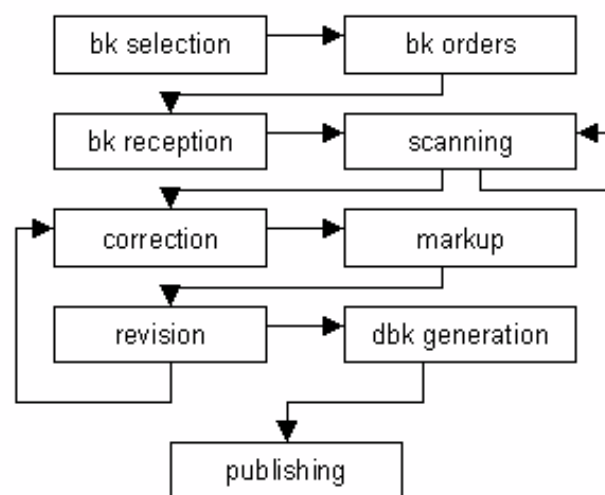 bk selection
bk orders
bk reception
scanning
correction
markup
revision
dbk generation
publishing